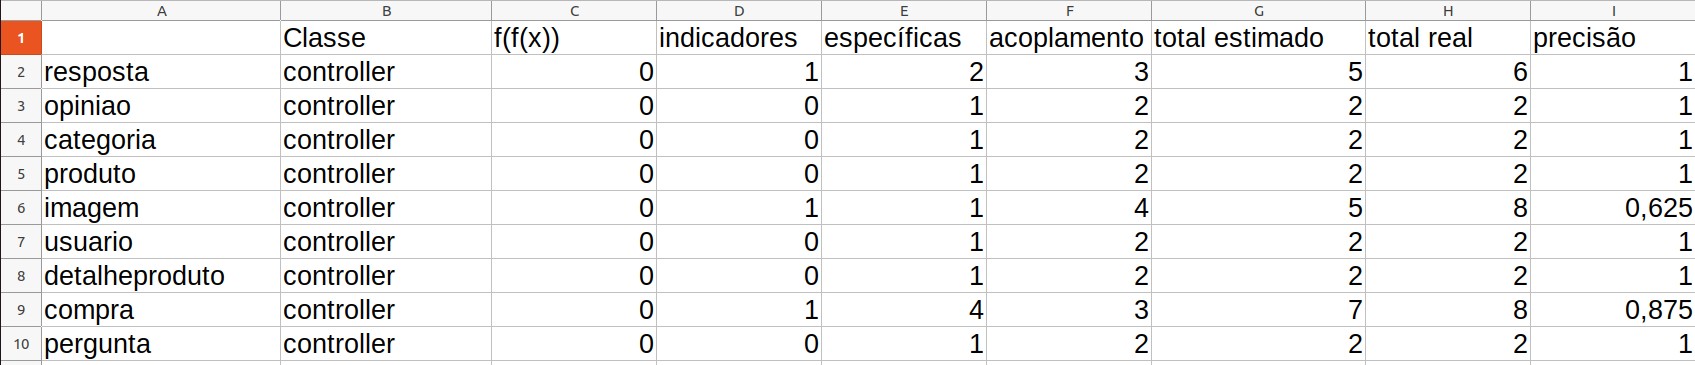 A B C D E F G H I
1 Classe f(f(x)) indicadores específicas acoplamento total estimado total real precisão
2 resposta controller 0 1 2 3 5 6 1
3 opiniao controller 0 0 1 2 2 2 1
4 categoria controller 0 0 1 2 2 2 1
5 produto controller 0 0 1 2 2 2 1
6 imagem controller 0 1 1 4 5 8 0,625
7 usuario controller 0 0 1 2 2 2 1
8 detalheproduto controller 0 0 1 2 2 2 1
9 compra controller 0 1 4 3 7 8 0,875
10 pergunta controller 0 0 1 2 2 2 1